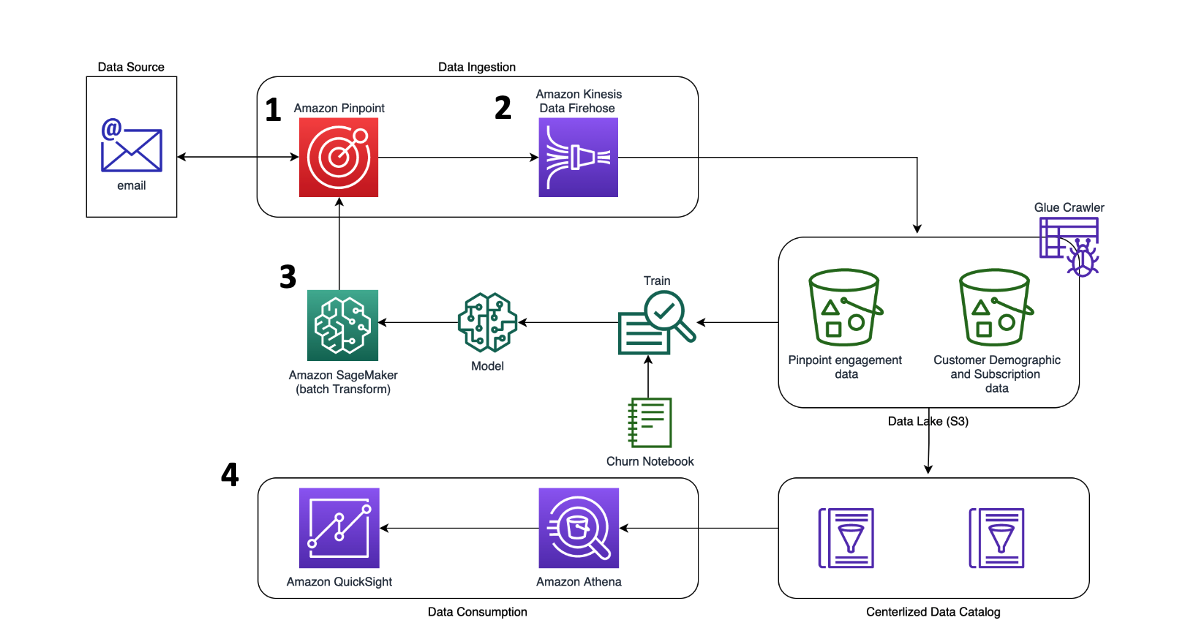 Data Source
Data Ingestion
1
Amazon Pinpoint
2
Amazon Kinesis
Data Firehose
@
email
Glue Crawler
3
Train
Pinpoint engagement
data
Customer Demographic
and Subscription
data
Model
Amazon SageMaker
(batch Transform)
Data Lake (S3)
Churn Notebook
4
Amazon QuickSight
Amazon Athena
Data Consumption
Centerlized Data Catalog